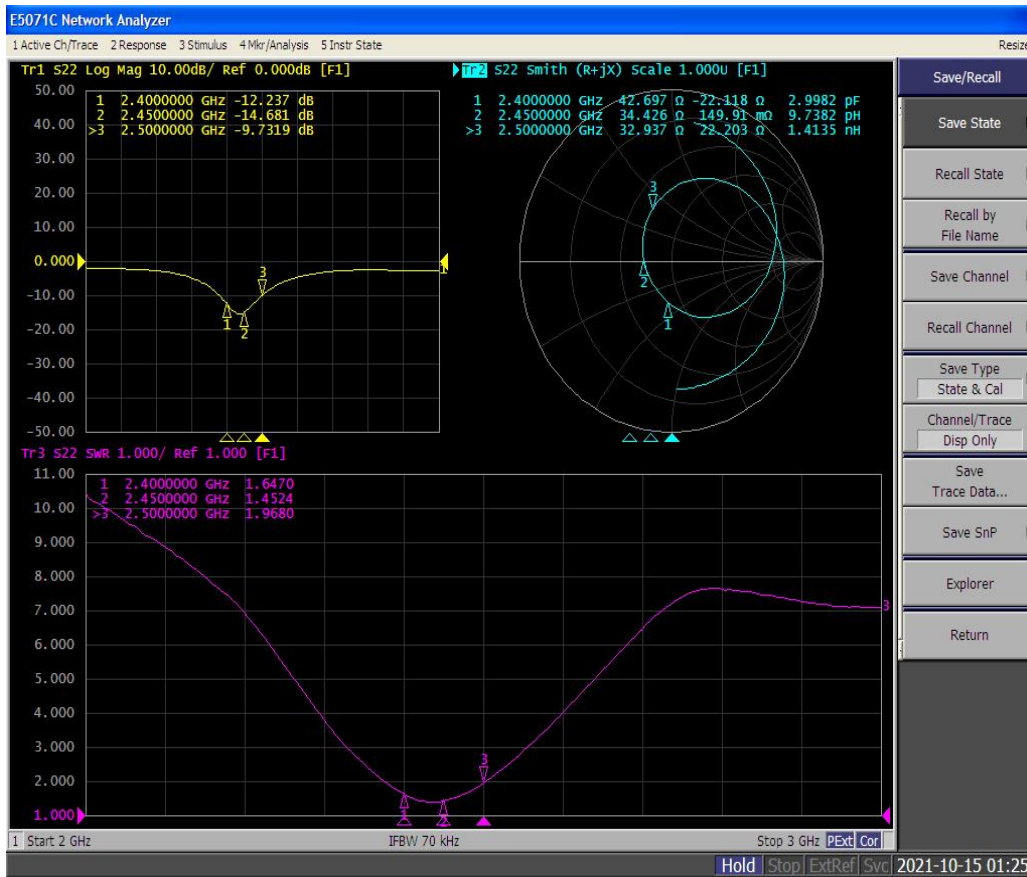 E5071C Network Analyzer
1 Active Ch/Trace 2 Response 3 Stimulus 4 Mkr/Analysis 5 Instr State
Resize
Tr1 S22 Log Mag 10.00dB/ Ref 0.000dB [F1]
50.00
40.00
30.00
20.00
10.00
0.000
-10.00
-20.00
-30.00
-40.00
-50.00
1 2.4000000 GHz -12.237 dB
2 2.4500000 GHz -14.681 dB
>3 2.5000000 GHz -9.7319 dB
1
2
3
1
Tr2 S22 Smith (R+jX) Scale 1.000U [F1]
1 2.4000000 GHz 42.697 Ω -22.118 Ω 2.9982 pF
2 2.4500000 GHz 34.426 Ω 149.91 mΩ 9.7382 pH
>3 2.5000000 GHz 32.937 Ω 22.203 Ω 1.4135 nH
3
2
1
Tr3 S22 SWR 1.000/ Ref 1.000 [F1]
11.00
10.00
9.000
8.000
7.000
6.000
5.000
4.000
3.000
2.000
1.000
1 2.4000000 GHz 1.6470
2 2.4500000 GHz 1.4524
>3 2.5000000 GHz 1.9680
3
3
1
2
1 Start 2 GHz
IFBW 70 kHz
Stop 3 GHz PExt Cor
Save/Recall
Save State
Recall State
Recall by
File Name
Save Channel
Recall Channel
Save Type
State & Cal
Channel/Trace
Disp Only
Save
Trace Data...
Save SnP
Explorer
Return
Hold Stop ExtRef Svc 2021-10-15 01:25